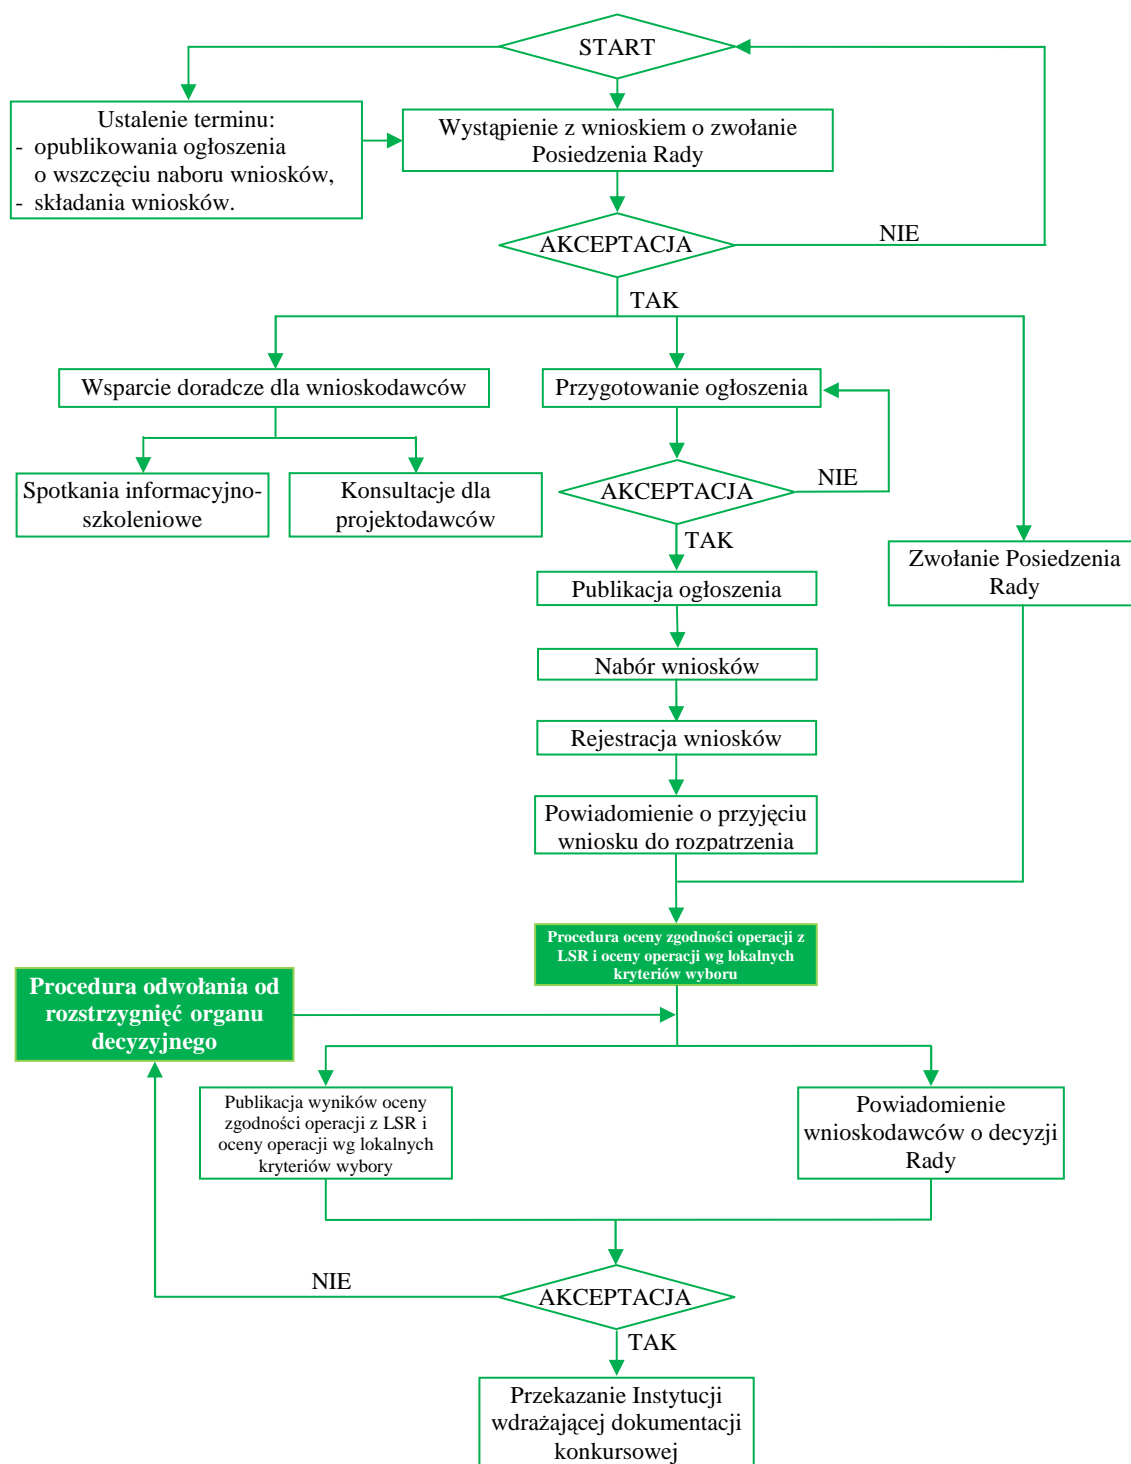 START
Ustalenie terminu:
- opublikowania ogłoszenia
o wszczęciu naboru wniosków,
- składania wniosków.
Wystąpienie z wnioskiem o zwołanie
Posiedzenia Rady
AKCEPTACJA
NIE
TAK
Wsparcie doradcze dla wnioskodawców
Przygotowanie ogłoszenia
Spotkania informacyjno-
szkoleniowe
Konsultacje dla
projektodawców
AKCEPTACJA
NIE
TAK
Zwołanie Posiedzenia
Rady
Publikacja ogłoszenia
Nabór wniosków
Rejestracja wniosków
Powiadomienie o przyjęciu
wniosku do rozpatrzenia
Procedura oceny zgodności operacji z
LSR i oceny operacji wg lokalnych
kryteriów wyboru
Procedura odwołania od
rozstrzygnięć organu
decyzyjnego
Publikacja wyników oceny
zgodności operacji z LSR i
oceny operacji wg lokalnych
kryteriów wybory
Powiadomienie
wnioskodawców o decyzji
Rady
NIE
AKCEPTACJA
TAK
Przekazanie Instytucji
wdrażającej dokumentacji
konkursowej